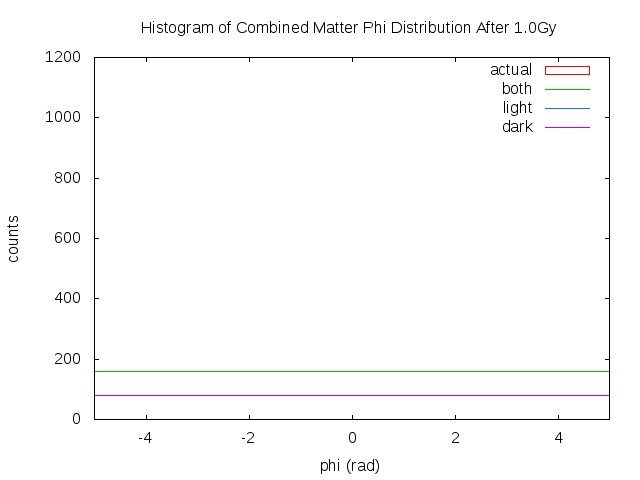 Histogram of Combined Matter Phi Distribution After 1.0Gy
1200
1000
800
600
400
200
0
counts
actual
both
light
dark
-4
-2
0
2
4
phi (rad)